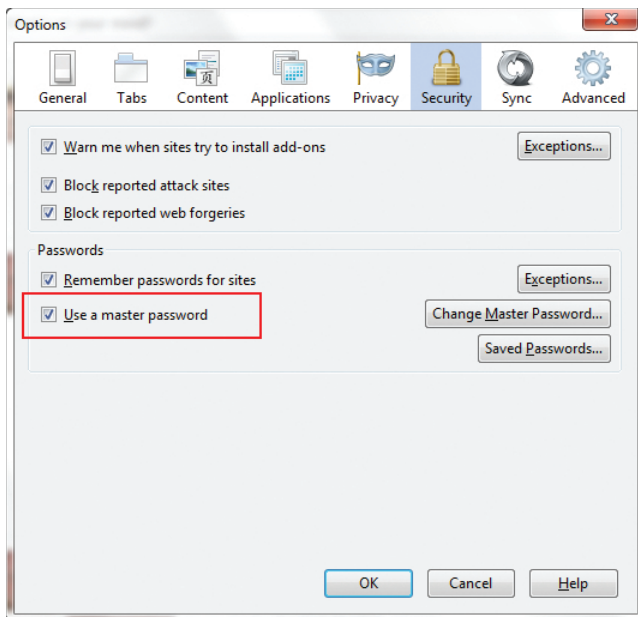 Options
General Tabs Content Applications Privacy Security Sync Advanced
Warn me when sites try to install add-ons Exceptions...
Block reported attack sites
Block reported web forgeries
Passwords
Remember passwords for sites Exceptions...
Use a master password Change Master Password...
Saved Passwords...
OK Cancel Help